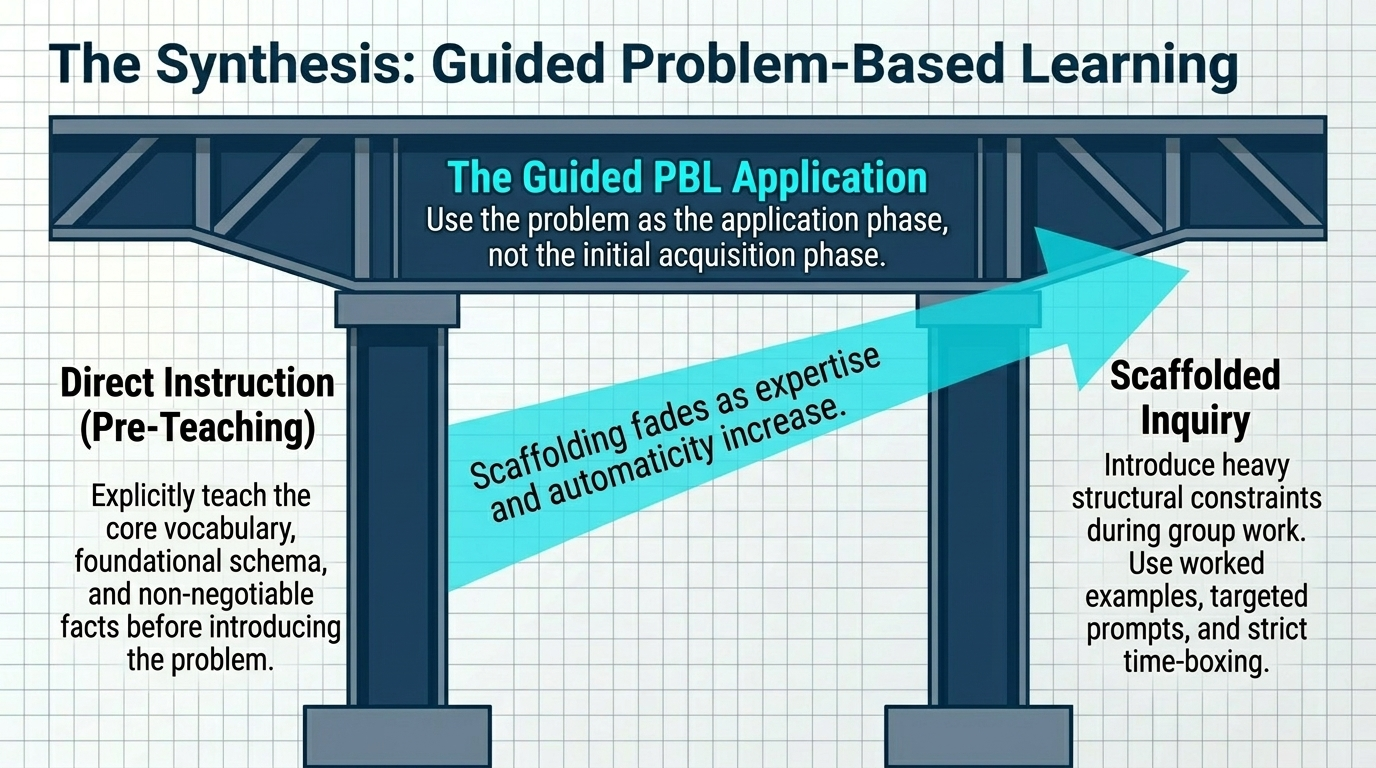 The Synthesis: Guided Problem-Based Learning
The Guided PBL Application
Use the problem as the application phase,
not the initial acquisition phase.
Direct Instruction
(Pre-Teaching)
Explicitly teach the
core vocabulary,
foundational schema,
and non-negotiable
facts before introducing
the problem.
Scaffolding fades as expertise
and automaticity increase.
Scaffolded
Inquiry
Introduce heavy
structural constraints
during group work.
Use worked
examples, targeted
prompts, and strict
time-boxing.